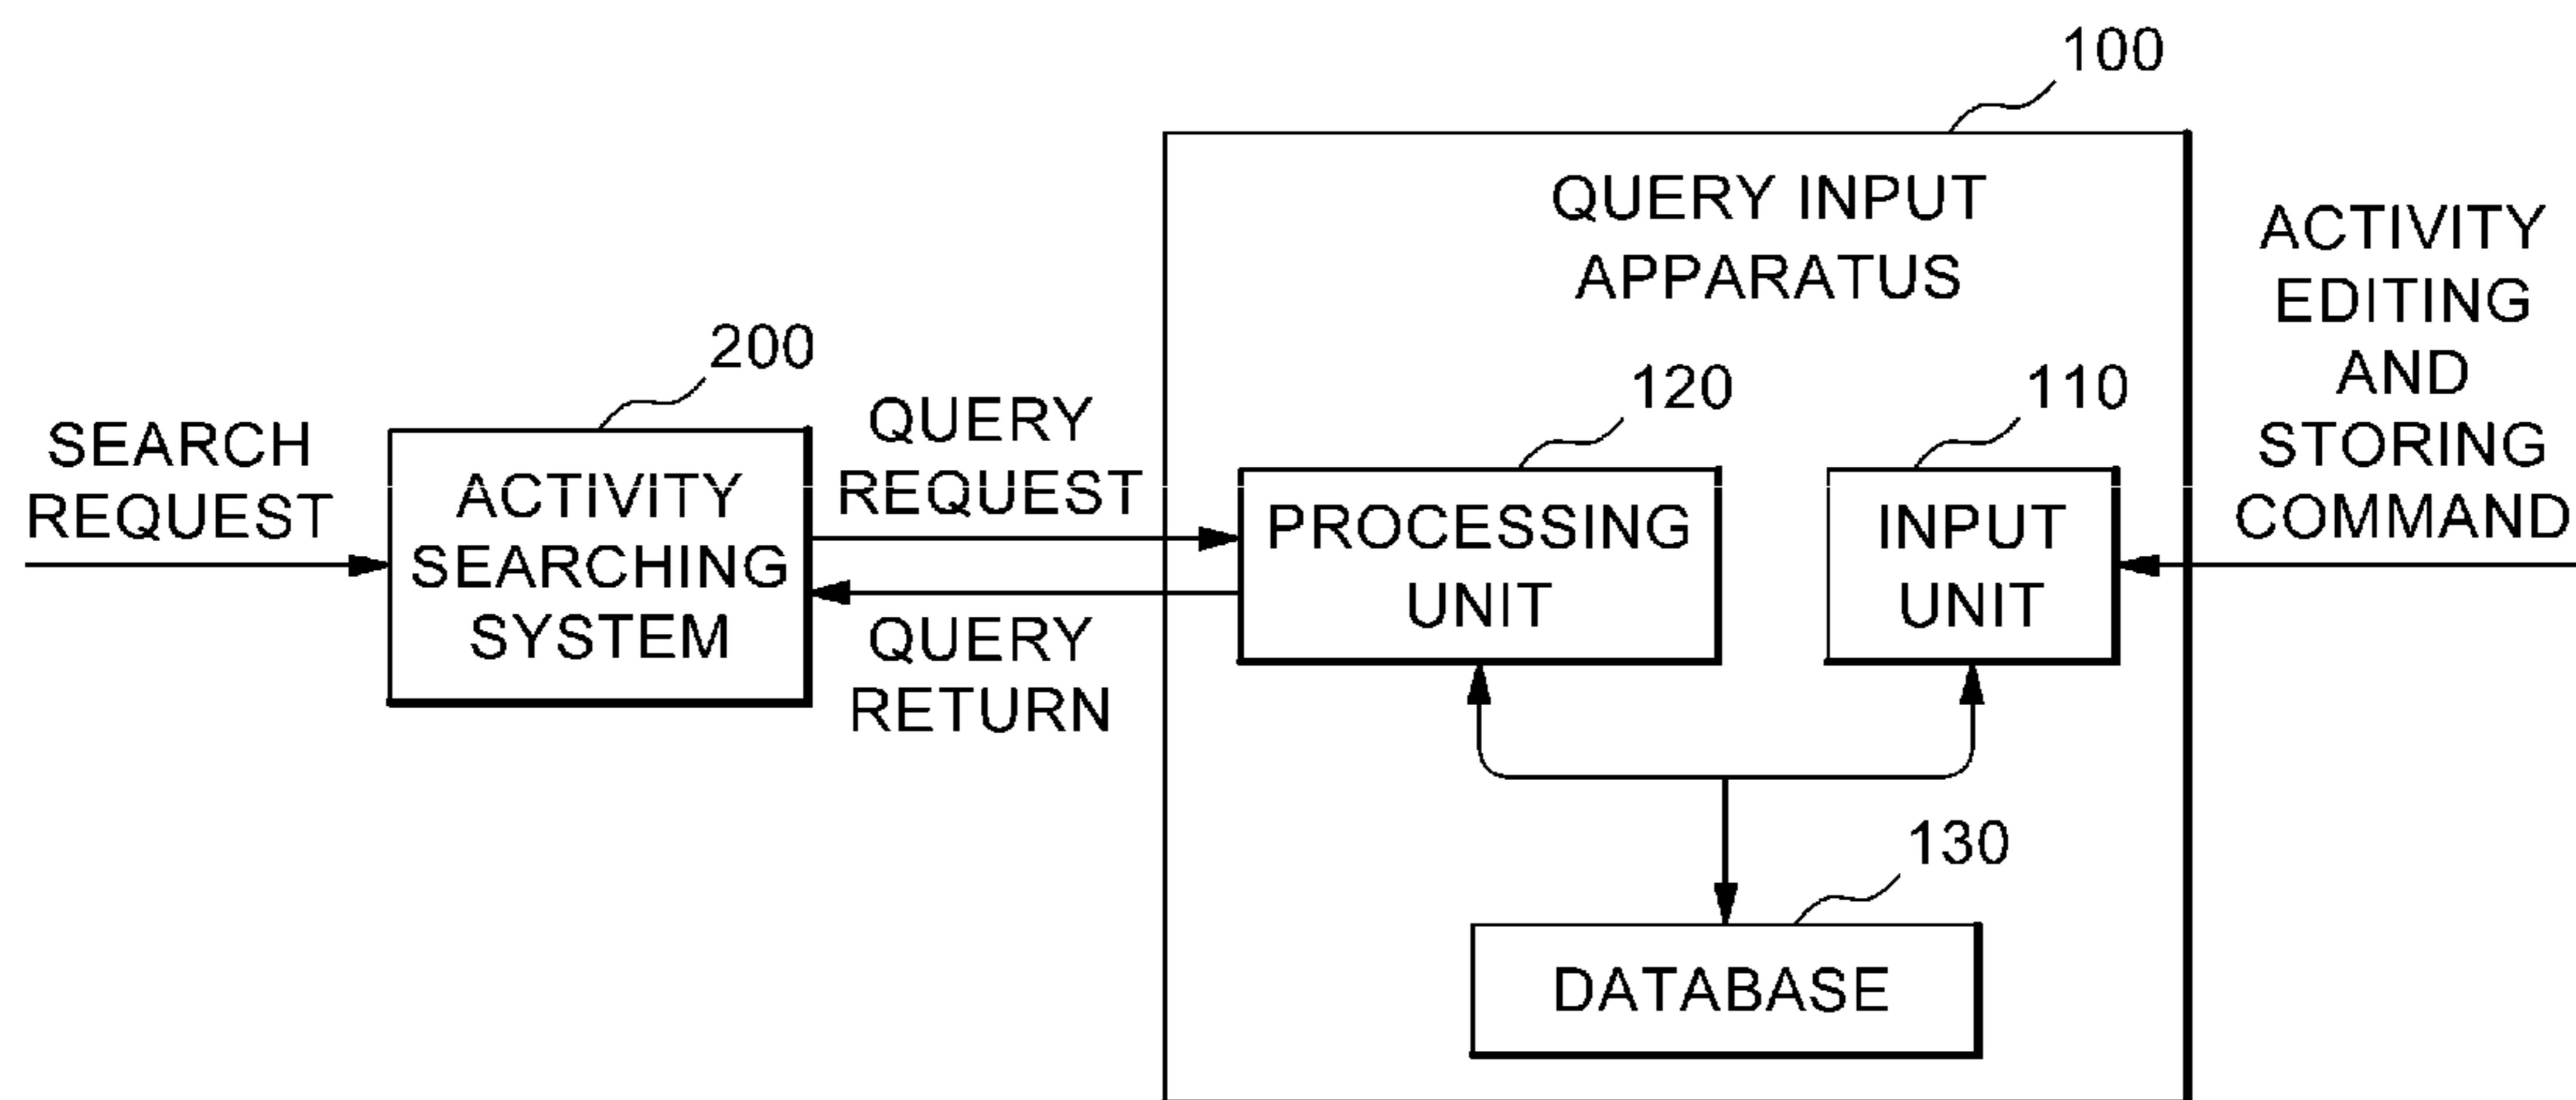 100
QUERY INPUT
APPARATUS
ACTIVITY
EDITING
AND
STORING
COMMAND
200
120
110
SEARCH
REQUEST
ACTIVITY
SEARCHING
SYSTEM
QUERY
REQUEST
PROCESSING
UNIT
INPUT
UNIT
QUERY
RETURN
130
DATABASE